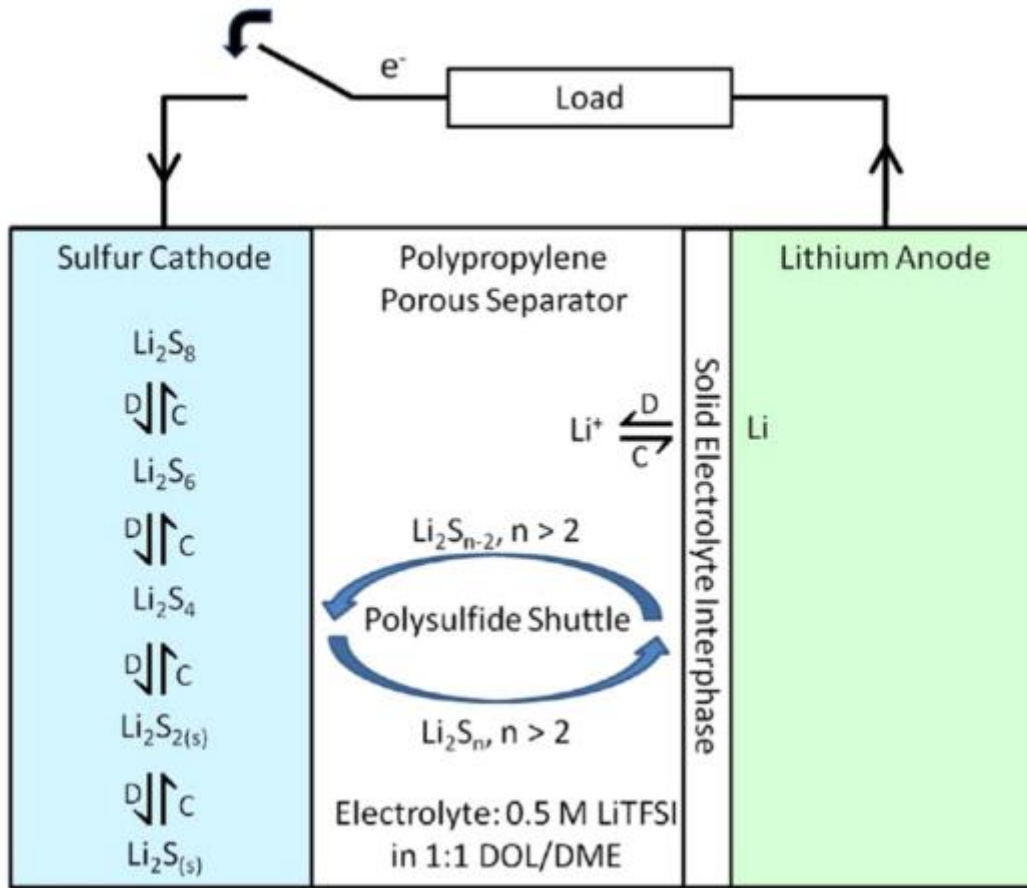 e⁻
Load
Sulfur Cathode
Li₂S₈
D C
Li₂S₆
D C
Li₂S₄
D C
Li₂S₂₍ₛ₎
D C
Li₂S₍ₛ₎
Polypropylene
Porous Separator
D
Li⁺
C
Li₂Sₙ₋₂, n > 2
Polysulfide Shuttle
Li₂Sₙ, n > 2
Electrolyte: 0.5 M LiTFSI
in 1:1 DOL/DME
Solid Electrolyte Interphase
Lithium Anode
Li